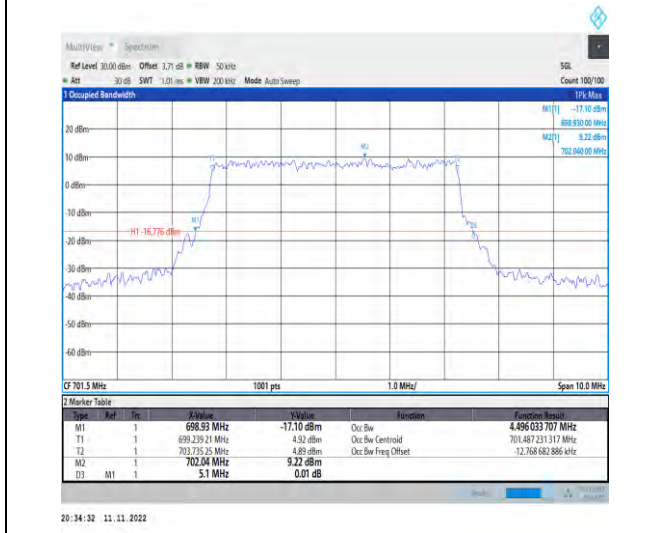 MultiView Spectrum
Ref Level 30.00 dBm Offset 3.71 dB RBW 50 kHz SGL
Att 30 dB SWT 1.01 ms VBW 200 kHz Mode Auto Sweep Count 100/100
1 Occupied Bandwidth 1Pk Max
M1[1] -17.10 dBm
698.930 00 MHz
M2[1] 9.22 dBm
702.040 00 MHz
20 dBm
M2
10 dBm
T1
0 dBm
-10 dBm
M1
D3
H1 -16.776 dBm
-20 dBm
-30 dBm
-40 dBm
-50 dBm
-60 dBm
CF 701.5 MHz 1001 pts 1.0 MHz/ Span 10.0 MHz
2 Marker Table
Type Ref Trc X-Value Y-Value Function Function Result
M1 1 698.93 MHz -17.10 dBm Occ Bw 4.496 033 707 MHz
T1 1 699.239 21 MHz 4.92 dBm Occ Bw Centroid 701.487 231 317 MHz
T2 1 703.735 25 MHz 4.89 dBm Occ Bw Freq Offset -12.768 682 886 kHz
M2 1 702.04 MHz 9.22 dBm
D3 M1 1 5.1 MHz 0.01 dB
20:34:32 11.11.2022